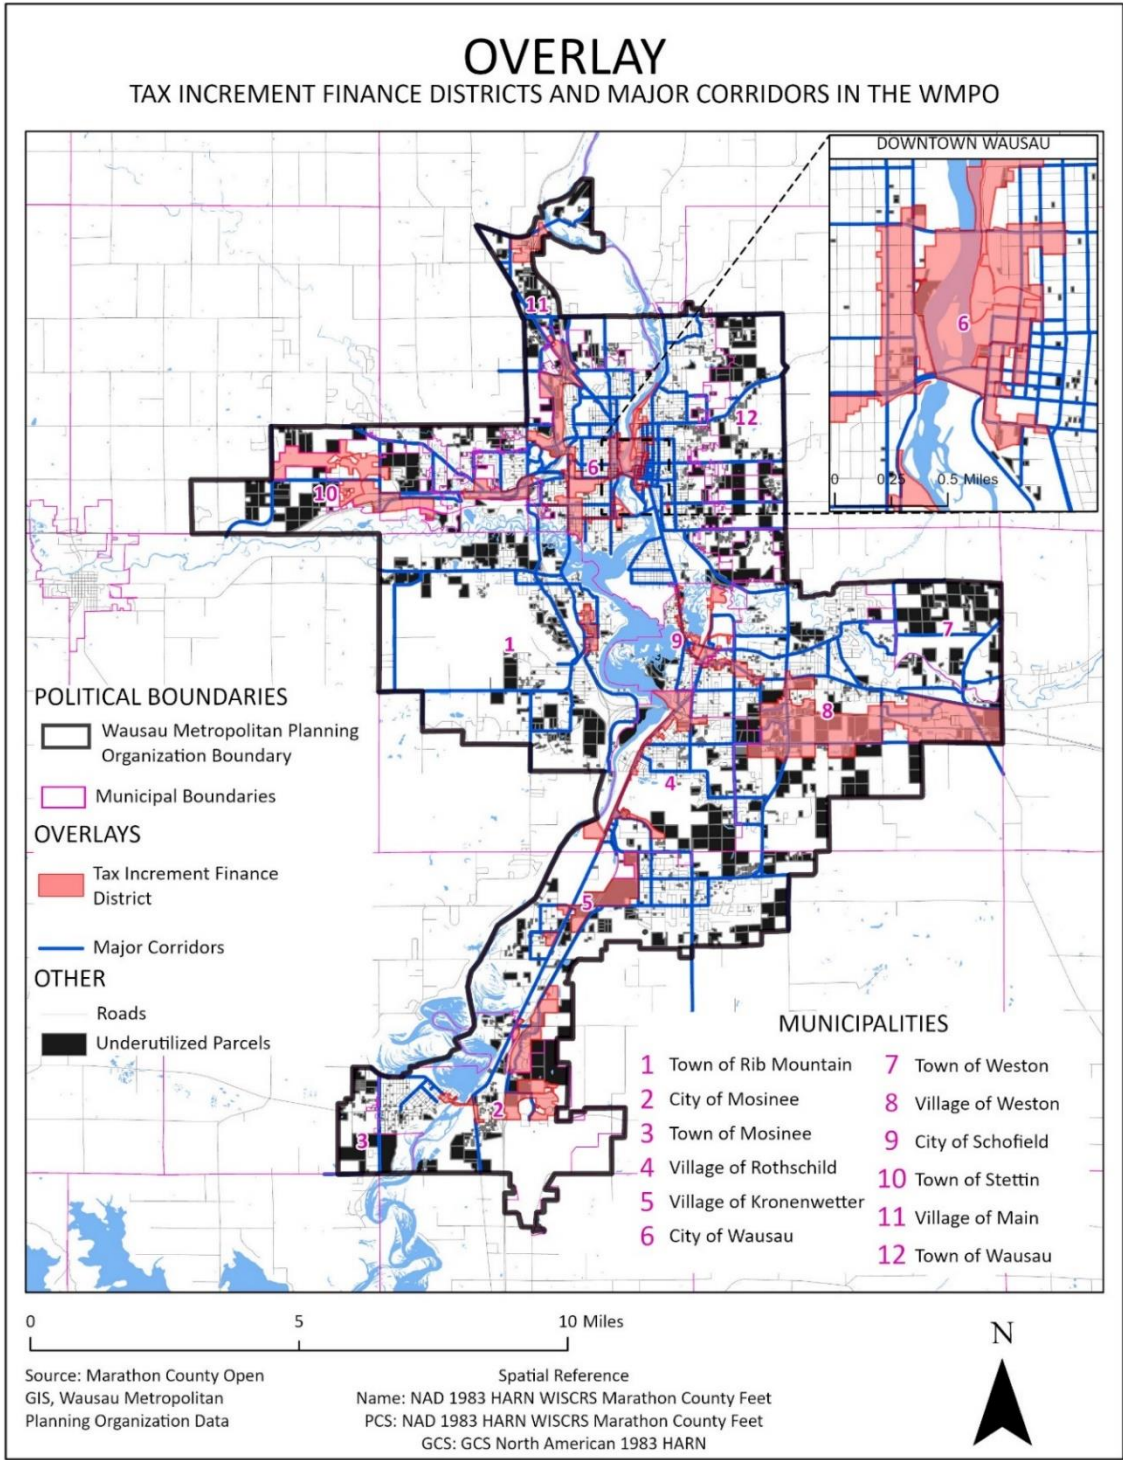 OVERLAY
TAX INCREMENT FINANCE DISTRICTS AND MAJOR CORRIDORS IN THE WMPO
DOWNTOWN WAUSAU
6
0 0.25 0.5 Miles
11
12
6
10
1
9
7
8
4
5
2
3
POLITICAL BOUNDARIES
Wausau Metropolitan Planning
Organization Boundary
Municipal Boundaries
OVERLAYS
Tax Increment Finance
District
Major Corridors
OTHER
Roads
Underutilized Parcels
MUNICIPALITIES
1 Town of Rib Mountain
2 City of Mosinee
3 Town of Mosinee
4 Village of Rothschild
5 Village of Kronenwetter
6 City of Wausau
7 Town of Weston
8 Village of Weston
9 City of Schofield
10 Town of Stettin
11 Village of Main
12 Town of Wausau
0 5 10 Miles
Source: Marathon County Open
GIS, Wausau Metropolitan
Planning Organization Data
Spatial Reference
Name: NAD 1983 HARN WISCRS Marathon County Feet
PCS: NAD 1983 HARN WISCRS Marathon County Feet
GCS: GCS North American 1983 HARN
N